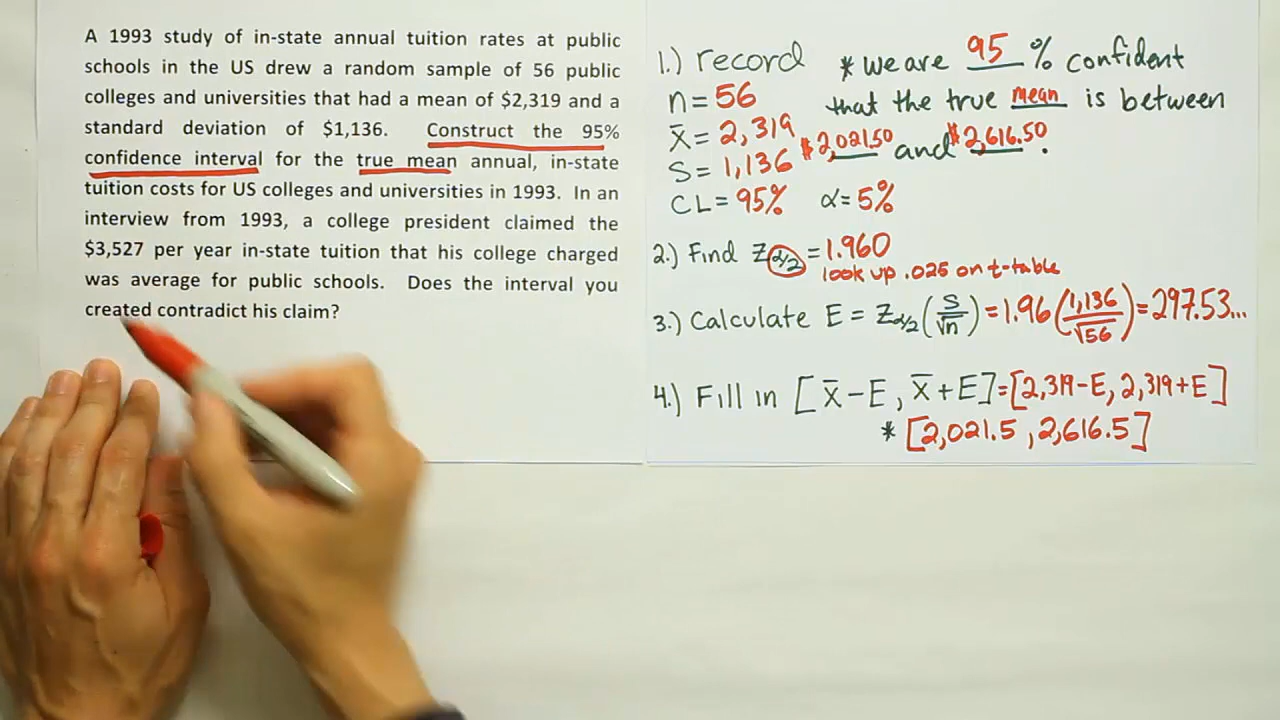 A 1993 study of in-state annual tuition rates at public
schools in the US drew a random sample of 56 public
colleges and universities that had a mean of $2,319 and a
standard deviation of $1,136. Construct the 95%
confidence interval for the true mean annual, in-state
tuition costs for US colleges and universities in 1993. In an
interview from 1993, a college president claimed the
$3,527 per year in-state tuition that his college charged
was average for public schools. Does the interval you
created contradict his claim?
1.) record
n = 56
x̄ = 2,319
S = 1,136
CL = 95% α = 5%
* we are 95 % confident
that the true mean is between
$2,021.50 and $2,616.50.
2.) Find Zα/2 = 1.960
look up .025 on t-table
3.) Calculate E = Zα/2 (S/√n) = 1.96 (1,136/√56) = 297.53...
4.) Fill in [x̄ - E, x̄ + E] = [2,319 - E, 2,319 + E]
* [2,021.5, 2,616.5]